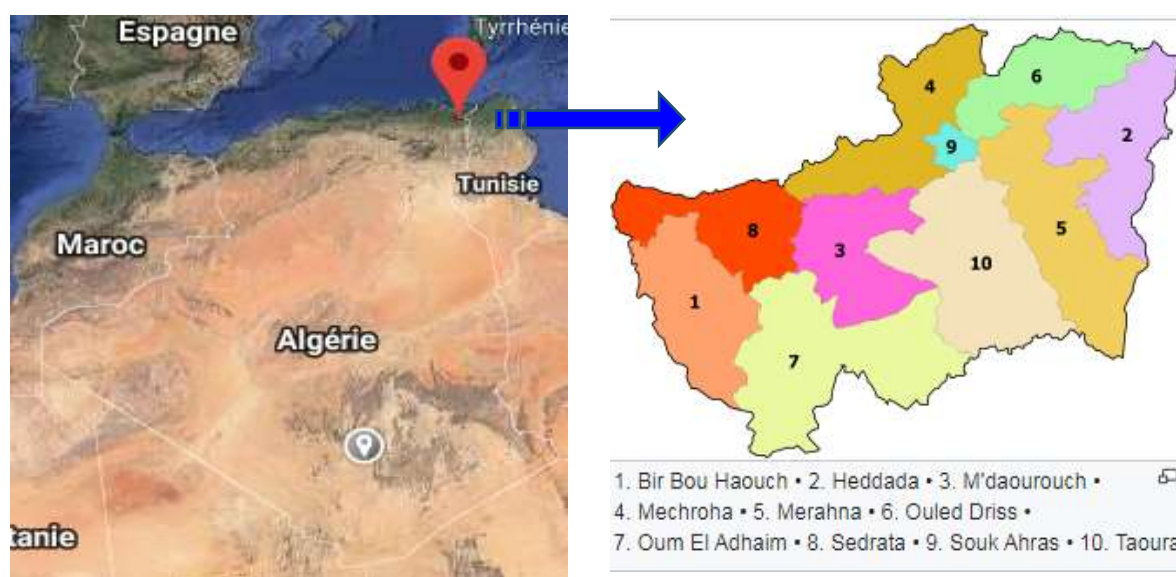 Espagne
Tyrrhénie
Tunisie
Maroc
Algérie
tanie
4
6
2
9
8
3
5
10
1
7
1. Bir Bou Haouch • 2. Heddada • 3. M'daourouch •
4. Mechroha • 5. Merahna • 6. Ouled Driss •
7. Oum El Adhaim • 8. Sedrata • 9. Souk Ahras • 10. Taoura